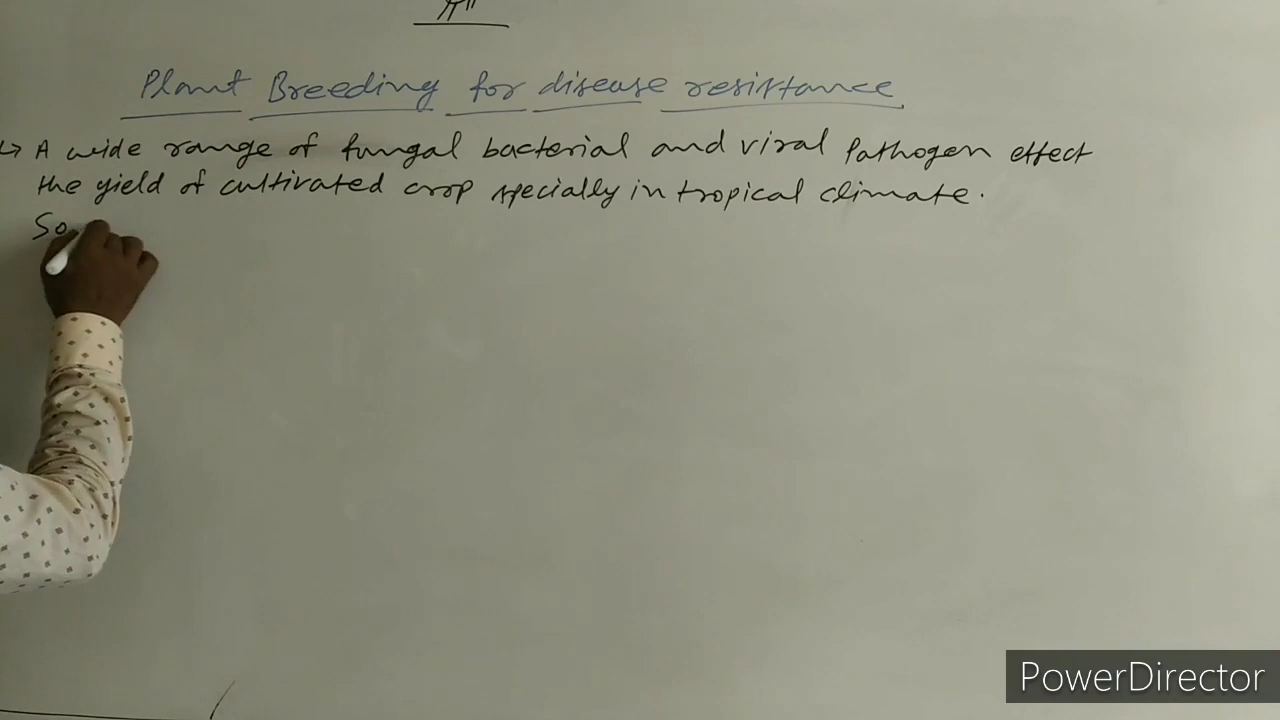 Plant Breeding for disease resistance
↳ A wide range of fungal bacterial and viral Pathogen effect
the yield of cultivated crop specially in tropical climate.
So
PowerDirector